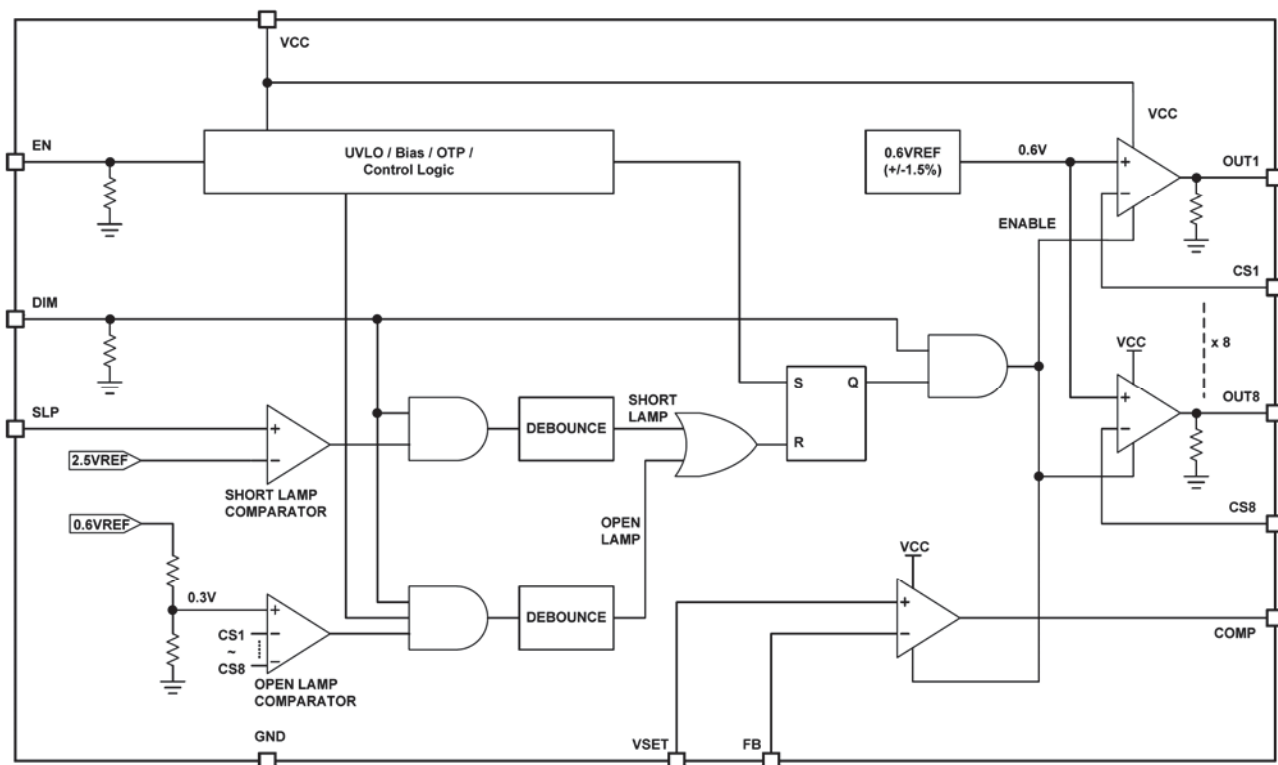 VCC
EN
UVLO / Bias / OTP /
Control Logic
0.6VREF
(+/-1.5%)
0.6V
VCC
OUT1
ENABLE
CS1
DIM
x 8
VCC
OUT8
SLP
2.5VREF
SHORT LAMP
COMPARATOR
DEBOUNCE
SHORT
LAMP
S
Q
R
CS8
0.6VREF
0.3V
CS1
~
CS8
OPEN LAMP
COMPARATOR
DEBOUNCE
OPEN
LAMP
VCC
COMP
GND
VSET
FB
+
−
+
−
+
−
+
−
+
−
−